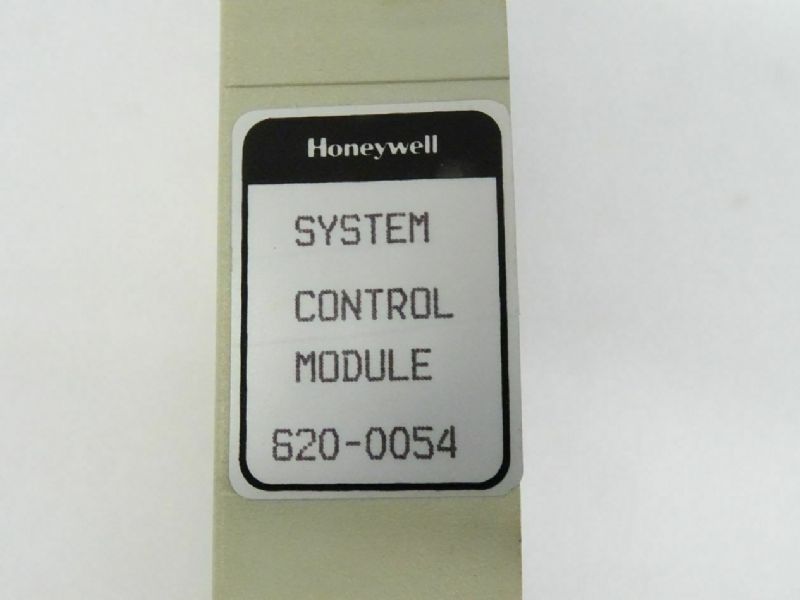 Honeywell
SYSTEM
CONTROL
MODULE
620-0054